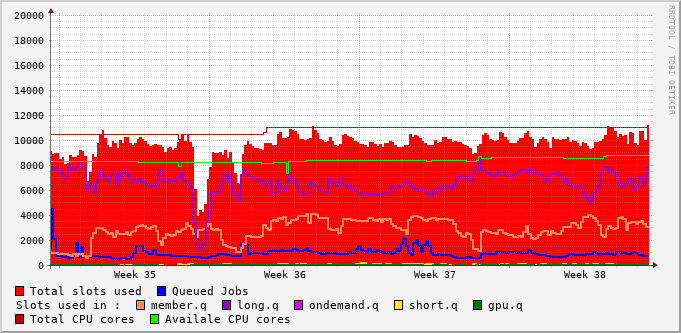 20000
18000
16000
14000
12000
10000
8000
6000
4000
2000
0
Week 35 Week 36 Week 37 Week 38
Total slots used Queued Jobs
Slots used in : member.q long.q ondemand.q short.q gpu.q
Total CPU cores Availale CPU cores
RRDTOOL / TOBI OETIKER